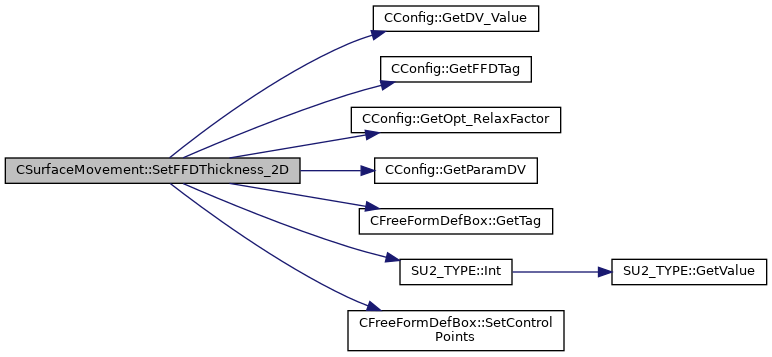 CConfig::GetDV_Value
CConfig::GetFFDTag
CConfig::GetOpt_RelaxFactor
CSurfaceMovement::SetFFDThickness_2D
CConfig::GetParamDV
CFreeFormDefBox::GetTag
SU2_TYPE::Int
SU2_TYPE::GetValue
CFreeFormDefBox::SetControl
Points